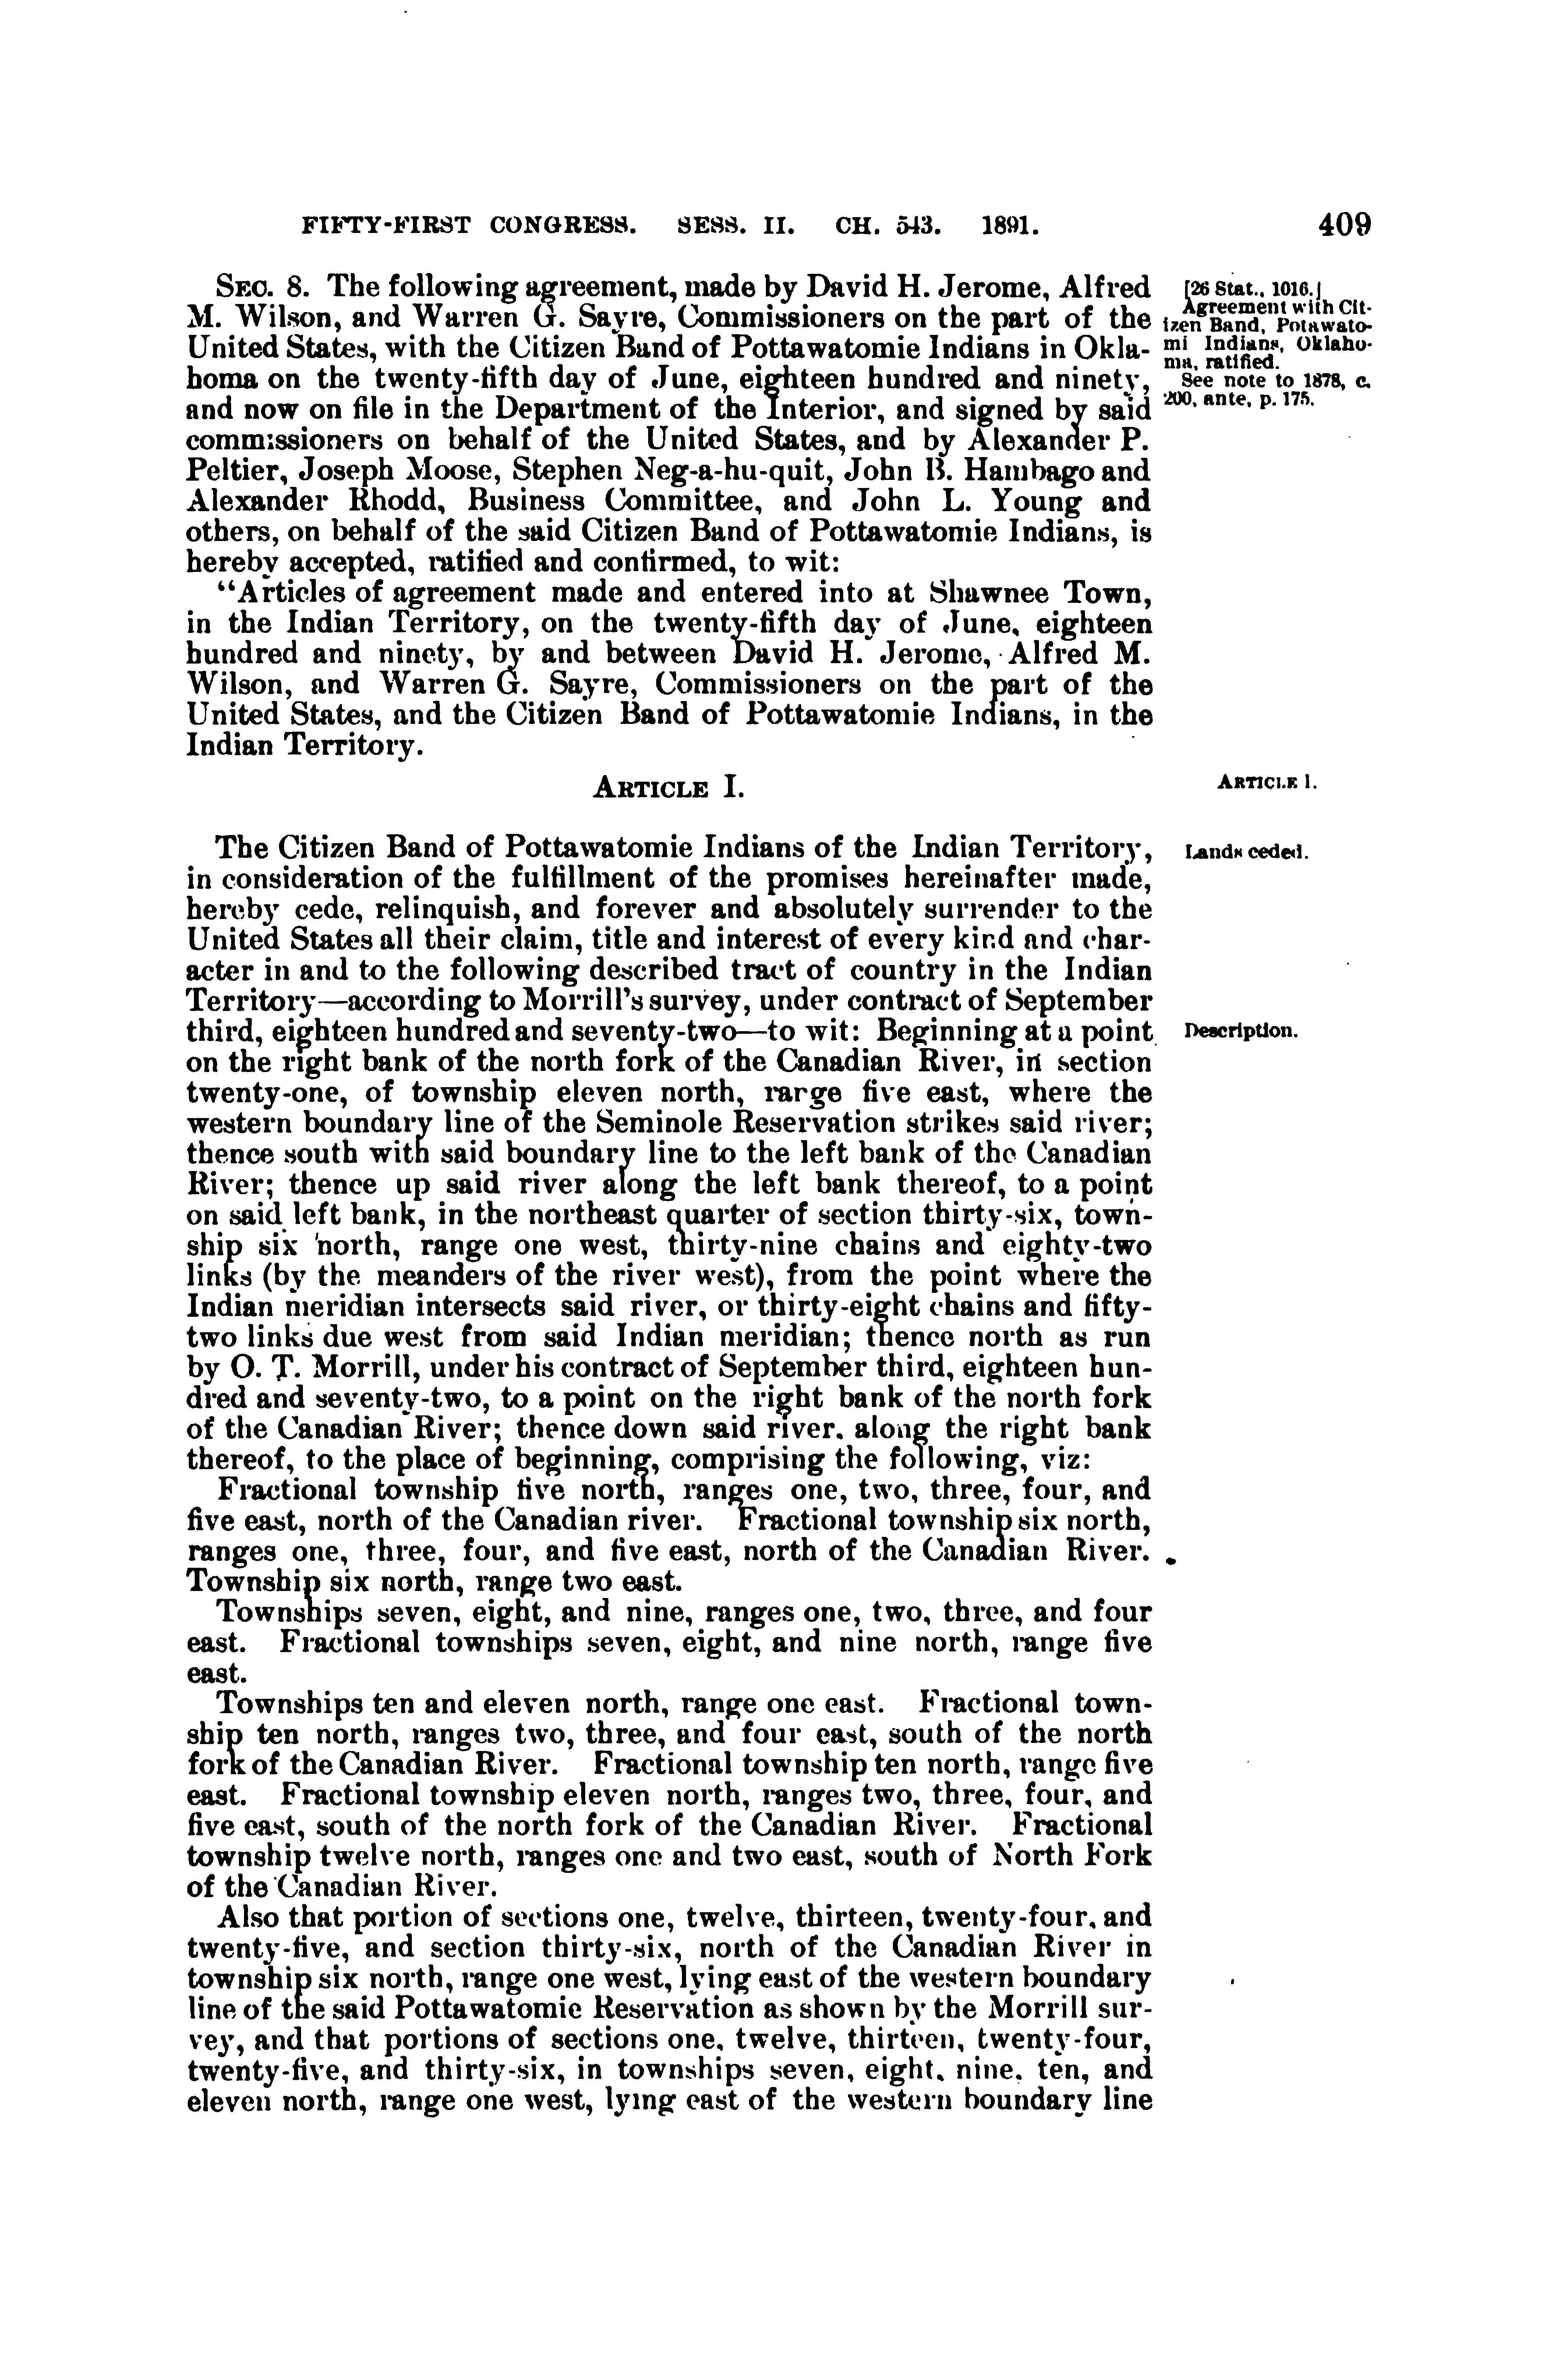 FIFTY-FIRST CONGRESS. SESS. II. CH. 543. 1891. 409
SEC. 8. The following agreement, made by David H. Jerome, Alfred
M. Wilson, and Warren G. Sayre, Commissioners on the part of the
United States, with the Citizen Band of Pottawatomie Indians in Okla-
homa on the twenty-fifth day of June, eighteen hundred and ninety,
and now on file in the Department of the Interior, and signed by said
commissioners on behalf of the United States, and by Alexander P.
Peltier, Joseph Moose, Stephen Neg-a-hu-quit, John B. Hambago and
Alexander Rhodd, Business Committee, and John L. Young and
others, on behalf of the said Citizen Band of Pottawatomie Indians, is
hereby accepted, ratified and confirmed, to wit:
[26 Stat., 1016.]
Agreement with Cit-
izen Band, Potawato-
mi Indians, Oklaho-
ma, ratified.
See note to 1878, c.
200, ante, p. 175.
"Articles of agreement made and entered into at Shawnee Town,
in the Indian Territory, on the twenty-fifth day of June, eighteen
hundred and ninety, by and between David H. Jerome, Alfred M.
Wilson, and Warren G. Sayre, Commissioners on the part of the
United States, and the Citizen Band of Pottawatomie Indians, in the
Indian Territory.
ARTICLE I.
ARTICLE 1.
The Citizen Band of Pottawatomie Indians of the Indian Territory,
in consideration of the fulfillment of the promises hereinafter made,
hereby cede, relinquish, and forever and absolutely surrender to the
United States all their claim, title and interest of every kind and char-
acter in and to the following described tract of country in the Indian
Territory—according to Morrill's survey, under contract of September
third, eighteen hundred and seventy-two—to wit: Beginning at a point
on the right bank of the north fork of the Canadian River, in section
twenty-one, of township eleven north, rarge five east, where the
western boundary line of the Seminole Reservation strikes said river;
thence south with said boundary line to the left bank of the Canadian
River; thence up said river along the left bank thereof, to a point
on said left bank, in the northeast quarter of section thirty-six, town-
ship six north, range one west, thirty-nine chains and eighty-two
links (by the meanders of the river west), from the point where the
Indian meridian intersects said river, or thirty-eight chains and fifty-
two links due west from said Indian meridian; thence north as run
by O. T. Morrill, under his contract of September third, eighteen hun-
dred and seventy-two, to a point on the right bank of the north fork
of the Canadian River; thence down said river, along the right bank
thereof, to the place of beginning, comprising the following, viz:
Lands ceded.
Description.
Fractional township five north, ranges one, two, three, four, and
five east, north of the Canadian river. Fractional township six north,
ranges one, three, four, and five east, north of the Canadian River.
Township six north, range two east.
Townships seven, eight, and nine, ranges one, two, three, and four
east. Fractional townships seven, eight, and nine north, range five
east.
Townships ten and eleven north, range one east. Fractional town-
ship ten north, ranges two, three, and four east, south of the north
fork of the Canadian River. Fractional township ten north, range five
east. Fractional township eleven north, ranges two, three, four, and
five east, south of the north fork of the Canadian River. Fractional
township twelve north, ranges one and two east, south of North Fork
of the Canadian River.
Also that portion of sections one, twelve, thirteen, twenty-four, and
twenty-five, and section thirty-six, north of the Canadian River in
township six north, range one west, lying east of the western boundary
line of the said Pottawatomie Reservation as shown by the Morrill sur-
vey, and that portions of sections one, twelve, thirteen, twenty-four,
twenty-five, and thirty-six, in townships seven, eight, nine, ten, and
eleven north, range one west, lying east of the western boundary line